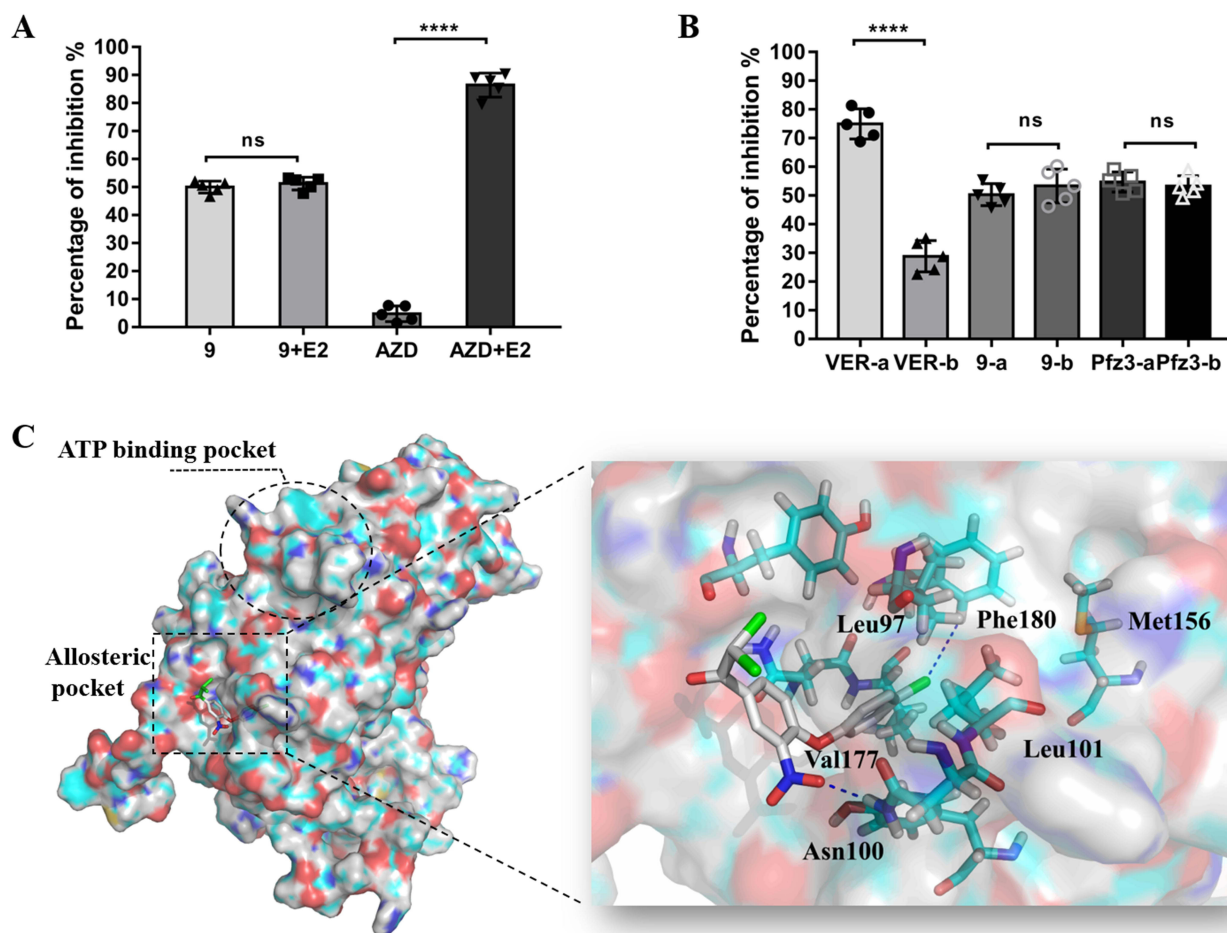 A
Percentage of inhibition %
100
90
80
70
60
50
40
30
20
10
0
ns
****
9
9+E2
AZD
AZD+E2
B
Percentage of inhibition %
100
90
80
70
60
50
40
30
20
10
0
****
ns
ns
VER-a
VER-b
9-a
9-b
Pfz3-a
Pfz3-b
C
ATP binding pocket
Allosteric
pocket
Leu97
Phe180
Met156
Val177
Leu101
Asn100